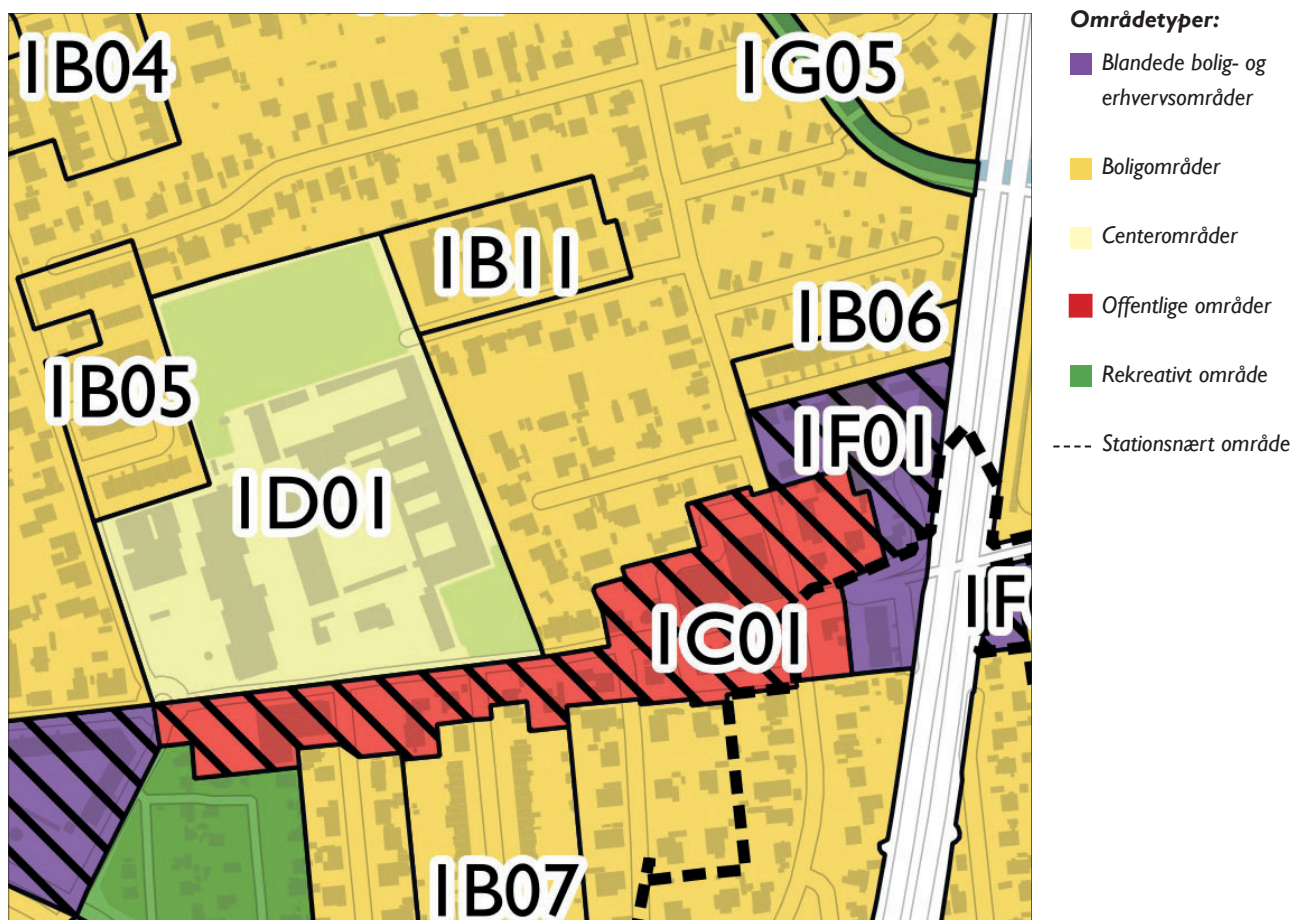 1B04
1G05
1B11
1B06
1B05
1F01
1D01
1F
1C01
1B07
Områdetyper:
Blandede bolig- og
erhvervsområder
Boligområder
Centerområder
Offentlige områder
Rekreativt område
Stationsnært område